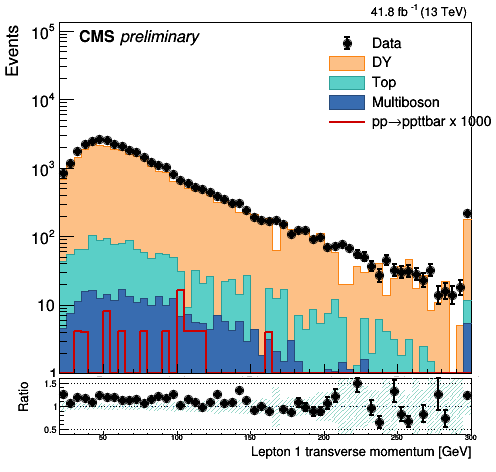 41.8 fb⁻¹ (13 TeV)
CMS preliminary
Data
DY
Top
Multiboson
pp→ppttbar x 1000
Events
10⁵
10⁴
10³
10²
10
1
Ratio
1.5
1
0.5
50 100 150 200 250 300
Lepton 1 transverse momentum [GeV]